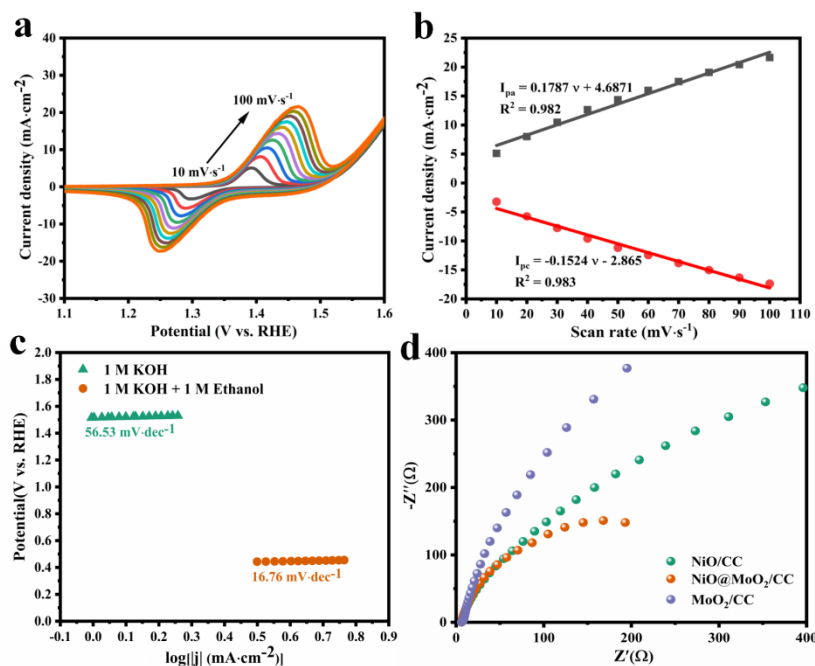 a
Current density (mA·cm⁻²)
30
20
10
0
-10
-20
-30
100 mV·s⁻¹
10 mV·s⁻¹
1.1 1.2 1.3 1.4 1.5 1.6
Potential (V vs. RHE)
b
Current density (mA·cm⁻²)
25
20
15
10
5
0
-5
-10
-15
-20
Iₚₐ = 0.1787 ν + 4.6871
R² = 0.982
I_pc = -0.1524 ν - 2.865
R² = 0.983
0 10 20 30 40 50 60 70 80 90 100 110
Scan rate (mV·s⁻¹)
c
Potential(V vs. RHE)
2.0
1.8
1.6
1.4
1.2
1.0
0.8
0.6
0.4
0.2
0.0
1 M KOH
1 M KOH + 1 M Ethanol
56.53 mV·dec⁻¹
16.76 mV·dec⁻¹
-0.1 0.0 0.1 0.2 0.3 0.4 0.5 0.6 0.7 0.8 0.9
log[|j| (mA·cm⁻²)]
d
-Z''(Ω)
400
300
200
100
0
NiO/CC
NiO@MoO₂/CC
MoO₂/CC
0 100 200 300 400
Z'(Ω)